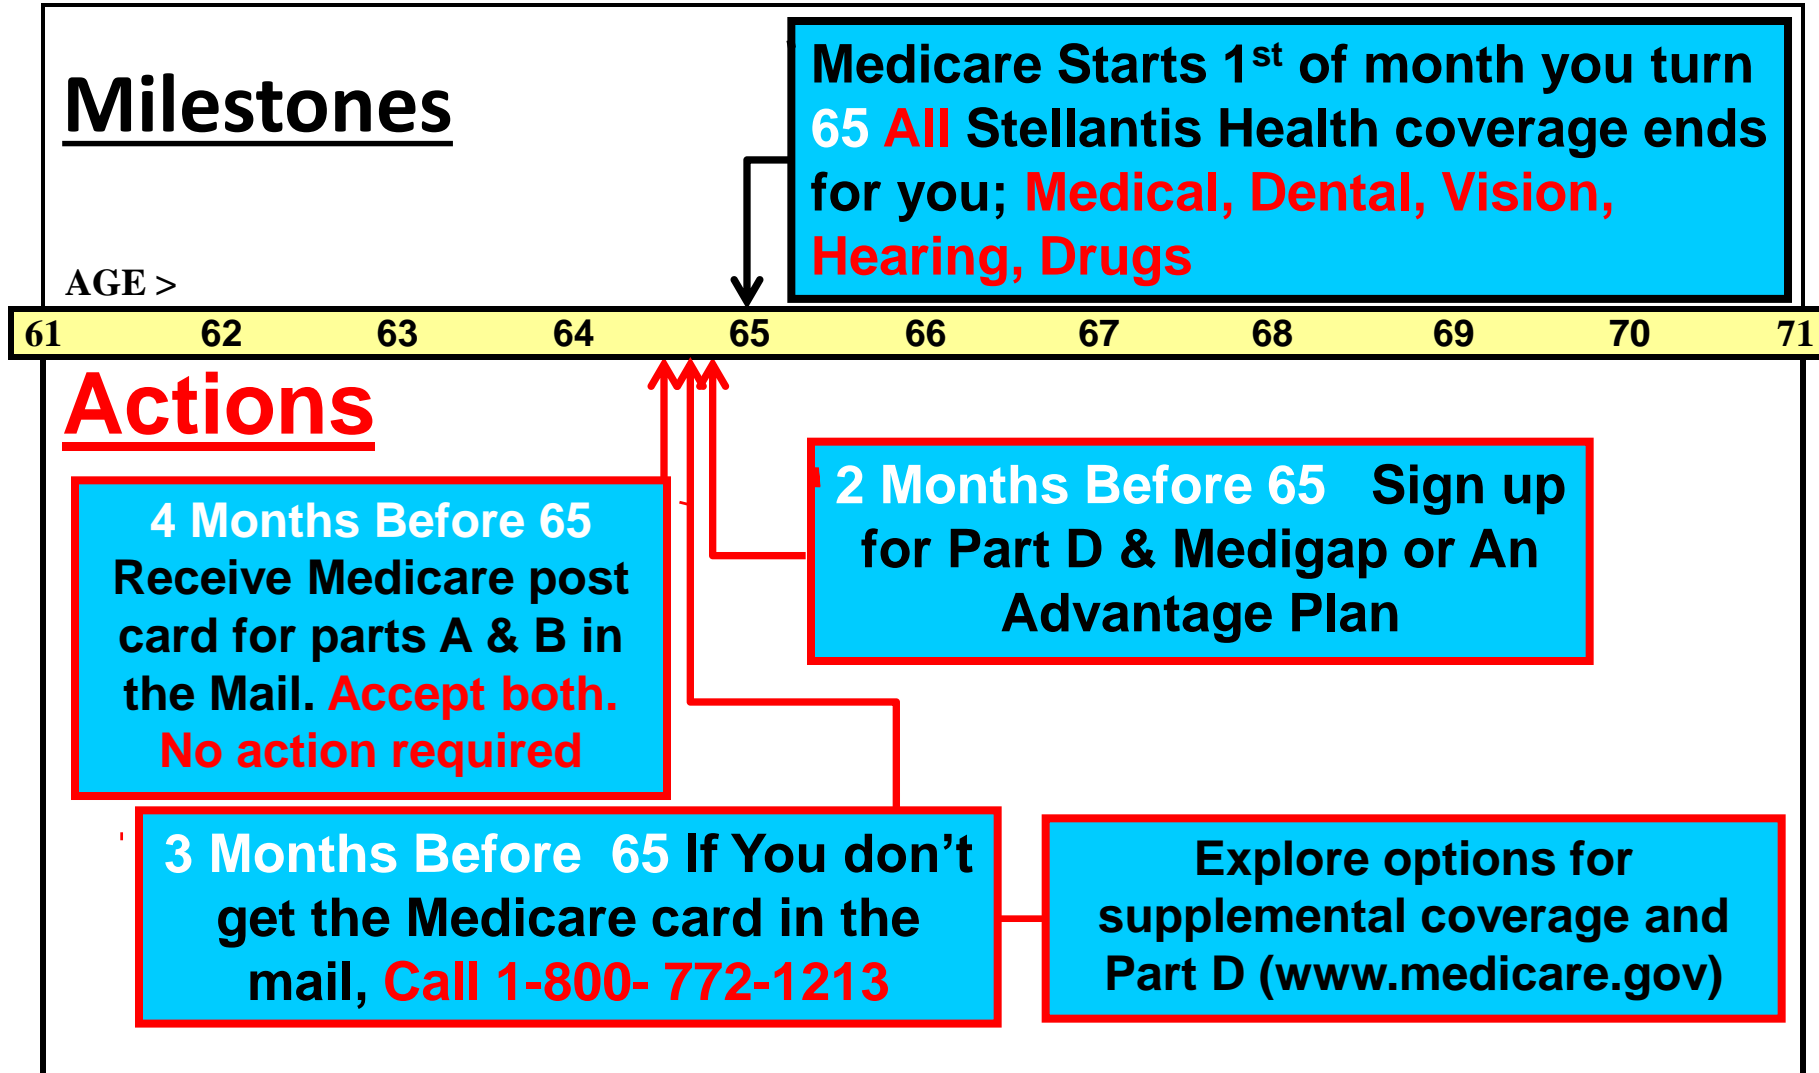 Milestones
Medicare Starts 1st of month you turn
65 All Stellantis Health coverage ends
for you; Medical, Dental, Vision,
Hearing, Drugs
AGE >
61 62 63 64 65 66 67 68 69 70 71
Actions
4 Months Before 65
Receive Medicare post
card for parts A & B in
the Mail. Accept both.
No action required
2 Months Before 65 Sign up
for Part D & Medigap or An
Advantage Plan
3 Months Before 65 If You don’t
get the Medicare card in the
mail, Call 1-800- 772-1213
Explore options for
supplemental coverage and
Part D (www.medicare.gov)